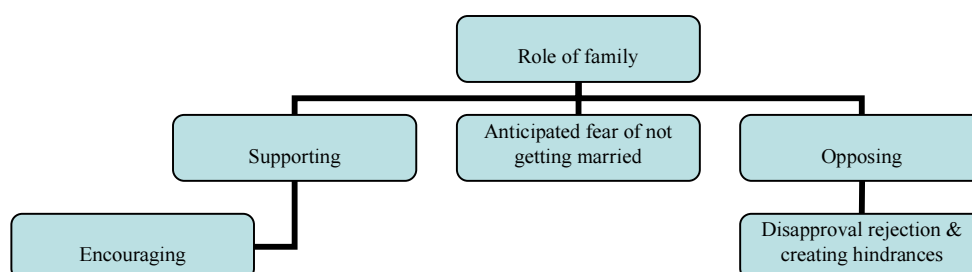 Role of family
Supporting
Anticipated fear of not
getting married
Opposing
Encouraging
Disapproval rejection &
creating hindrances